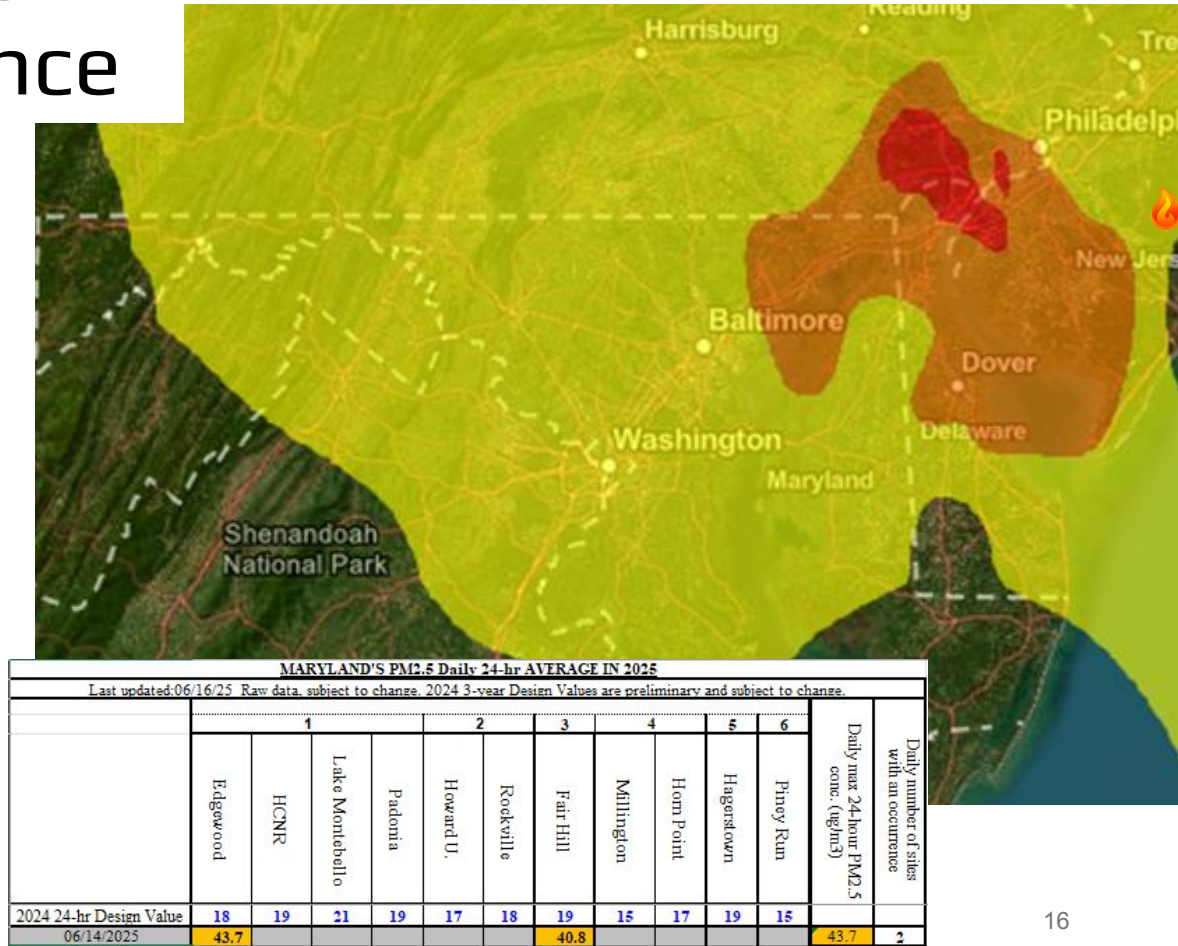 nce
Harrisburg
Reading
Tre
Philadelp
New Jers
Baltimore
Dover
Washington
Delaware
Maryland
Shenandoah
National Park
MARYLAND'S PM2.5 Daily 24-hr AVERAGE IN 2025
Last updated:06/16/25 Raw data, subject to change. 2024 3-year Design Values are preliminary and subject to change.
1 2 3 4 5 6
Edgewood
HCNR
Lake Montebello
Padonia
Howard U.
Rockville
Fair Hill
Millington
Horn Point
Hagerstown
Piney Run
Daily max 24-hour PM2.5
conc. (ug/m3)
Daily number of sites
with an occurrence
2024 24-hr Design Value 18 19 21 19 17 18 19 15 17 19 15
06/14/2025 43.7 40.8 43.7 2
16